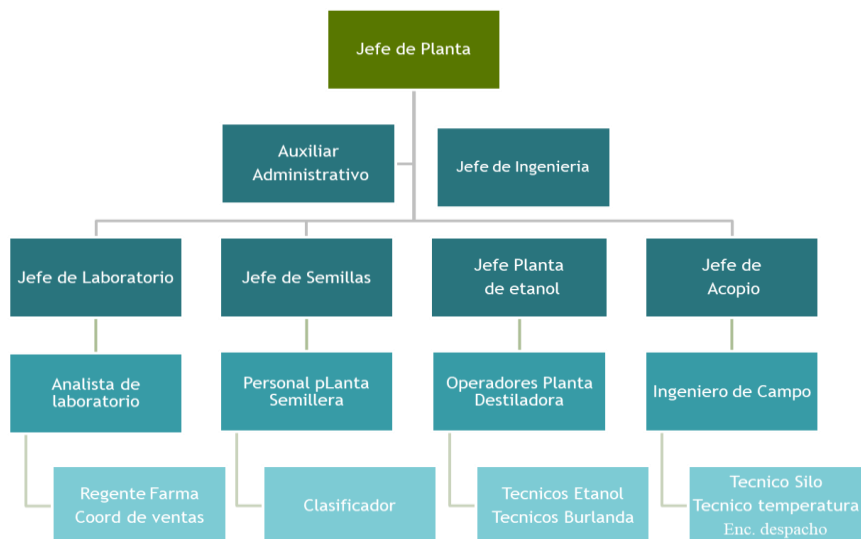 Jefe de Planta
Auxiliar
Administrativo
Jefe de Ingenieria
Jefe de Laboratorio
Jefe de Semillas
Jefe Planta
de etanol
Jefe de
Acopio
Analista de
laboratorio
Personal pLanta
Semillera
Operadores Planta
Destiladora
Ingeniero de Campo
Regente Farma
Coord de ventas
Clasificador
Tecnicos Etanol
Tecnicos Burlanda
Tecnico Silo
Tecnico temperatura
Enc. despacho